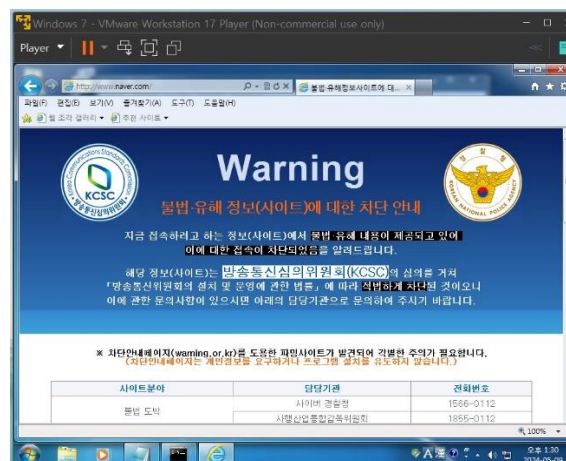 Windows 7 - VMware Workstation 17 Player (Non-commercial use only)
Player
http://www.naver.com/
불법·유해정보사이트에 대...
파일(F) 편집(E) 보기(V) 즐겨찾기(A) 도구(T) 도움말(H)
웹 조각 갤러리 추천 사이트
Warning
불법·유해 정보(사이트)에 대한 차단 안내
KCSC
지금 접속하려고 하는 정보(사이트)에서 불법·유해 내용이 제공되고 있어
이에 대한 접속이 차단되었음을 알려드립니다.
해당 정보(사이트)는 방송통신심의위원회(KCSC)의 심의를 거쳐
「방송통신위원회의 설치 및 운영에 관한 법률」에 따라 적법하게 차단된 것이오니
이에 관한 문의사항이 있으시면 아래의 담당기관으로 문의하여 주시기 바랍니다.
※ 차단안내페이지(warning.or.kr)를 도용한 파밍사이트가 발견되어 각별한 주의가 필요합니다.
(차단안내페이지는 개인정보를 요구하거나 프로그램 설치를 유도하지 않습니다.)
사이트분야 담당기관 전화번호
불법 도박 사이버 경찰청 1566-0112
사행산업통합감독위원회 1855-0112
100%
오후 1:30
2024-05-09